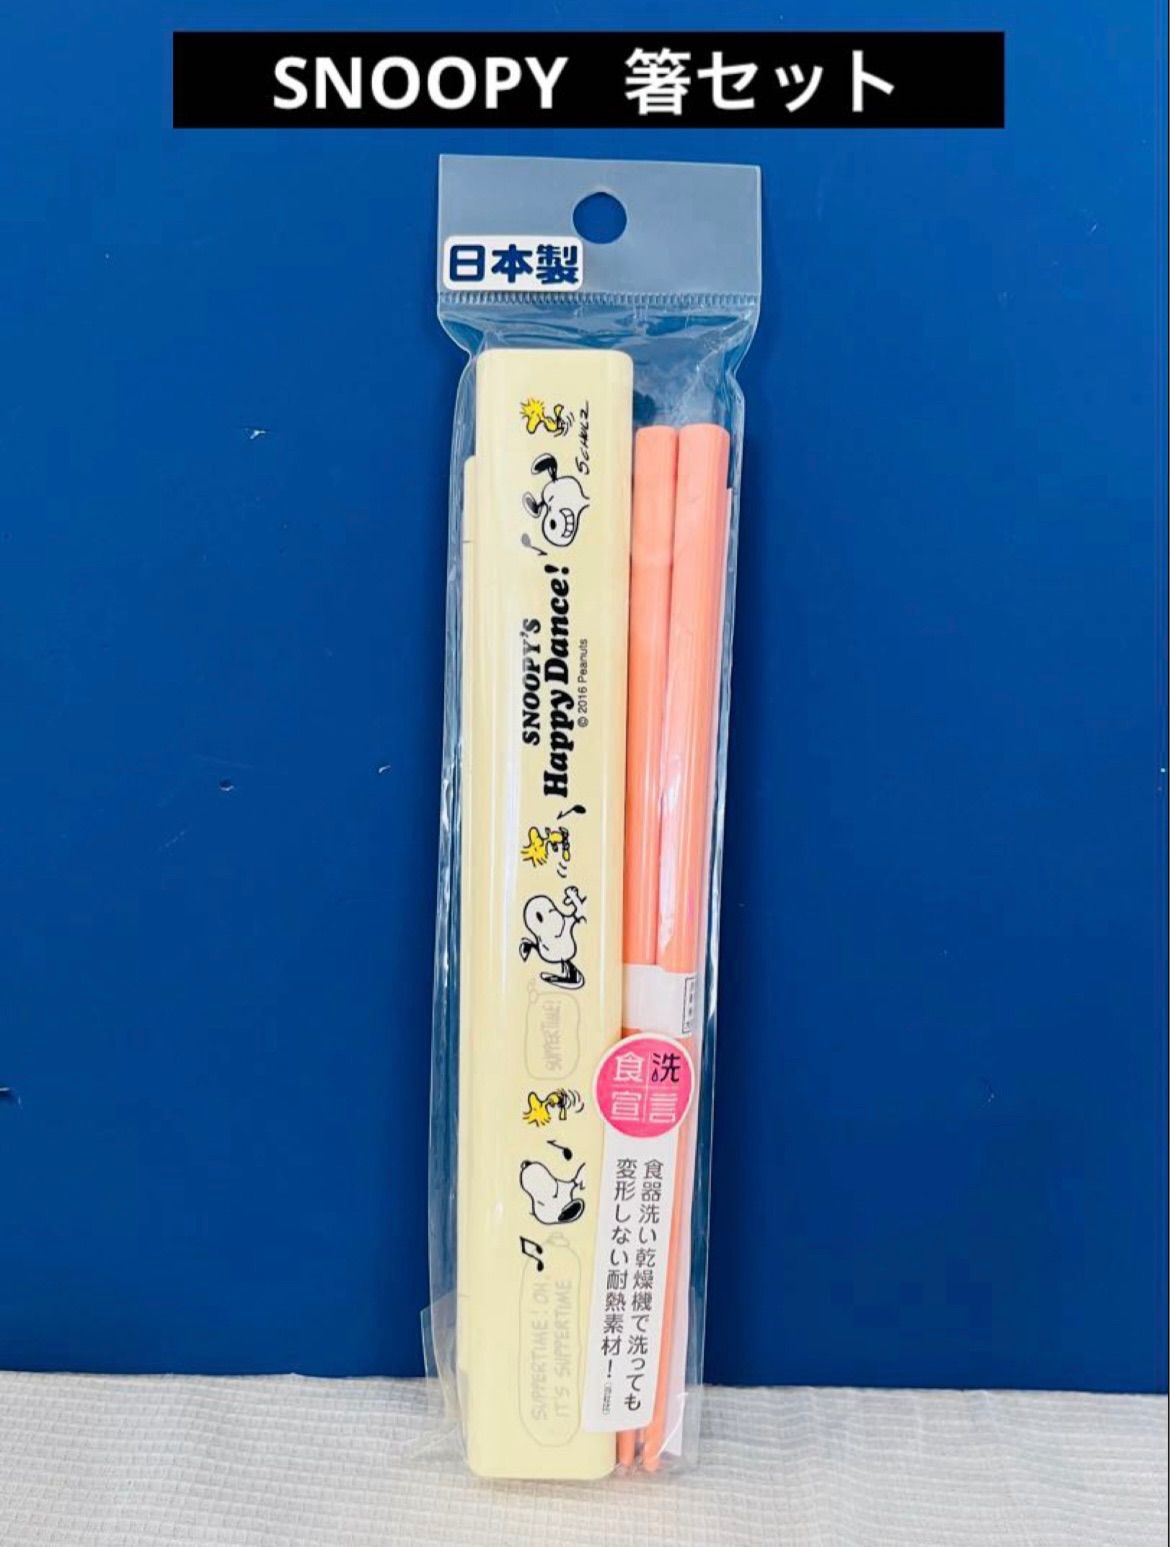 SNOOPY 箸セット
日本製
SCHULZ
SNOOPY'S
Happy Dance!
© 2016 Peanuts
SUPPERTIME!
SUPPERTIME! OH,
IT'S SUPPERTIME
食洗
宣言
食器洗い乾燥機で洗っても
変形しない耐熱素材!